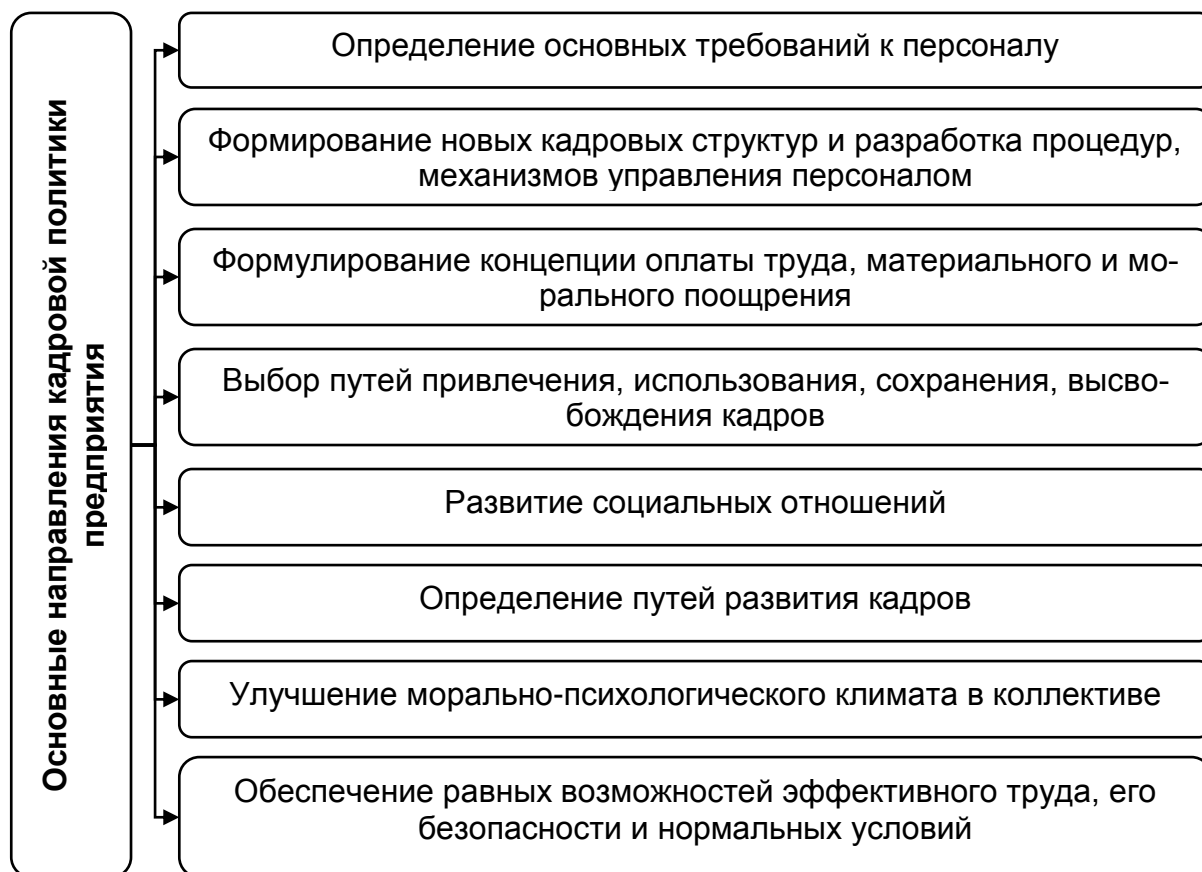 Основные направления кадровой политики
предприятия
Определение основных требований к персоналу
Формирование новых кадровых структур и разработка процедур,
механизмов управления персоналом
Формулирование концепции оплаты труда, материального и мо-
рального поощрения
Выбор путей привлечения, использования, сохранения, высво-
бождения кадров
Развитие социальных отношений
Определение путей развития кадров
Улучшение морально-психологического климата в коллективе
Обеспечение равных возможностей эффективного труда, его
безопасности и нормальных условий